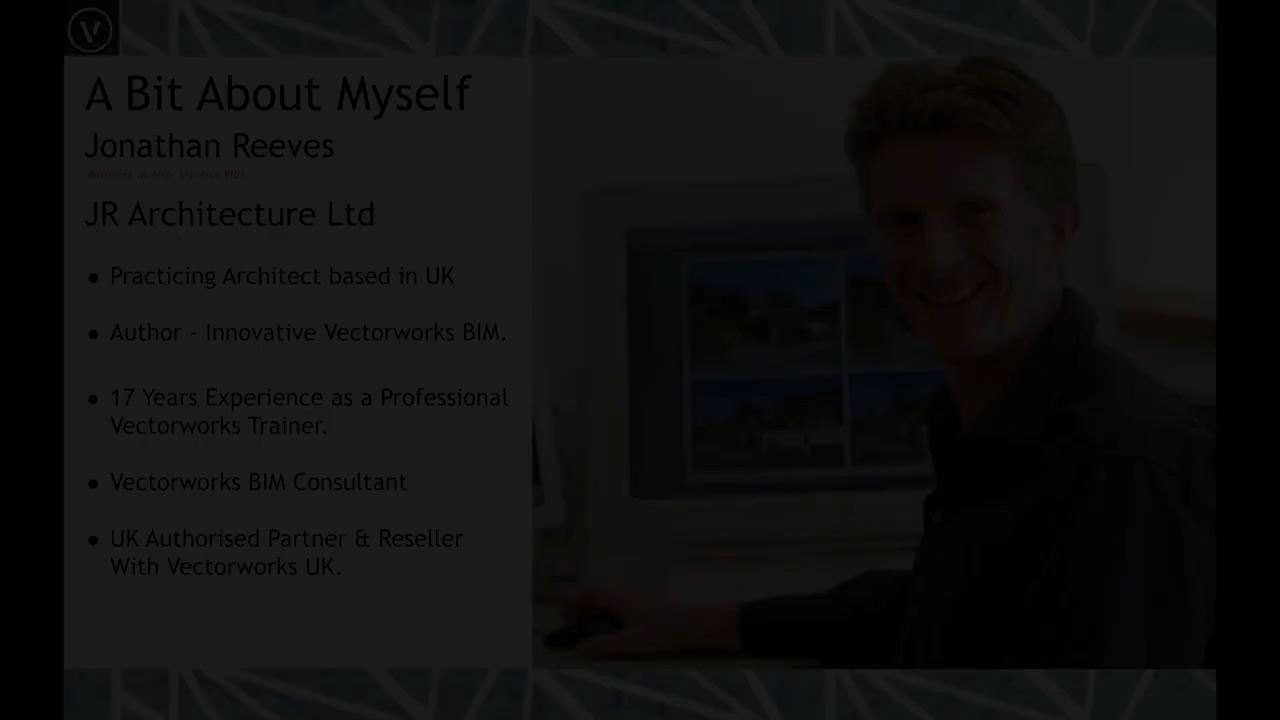 A Bit About Myself
Jonathan Reeves
JR Architecture Ltd
• Practicing Architect based in UK
• Author - Innovative Vectorworks BIM.
• 17 Years Experience as a Professional
Vectorworks Trainer.
• Vectorworks BIM Consultant
• UK Authorised Partner & Reseller
With Vectorworks UK.